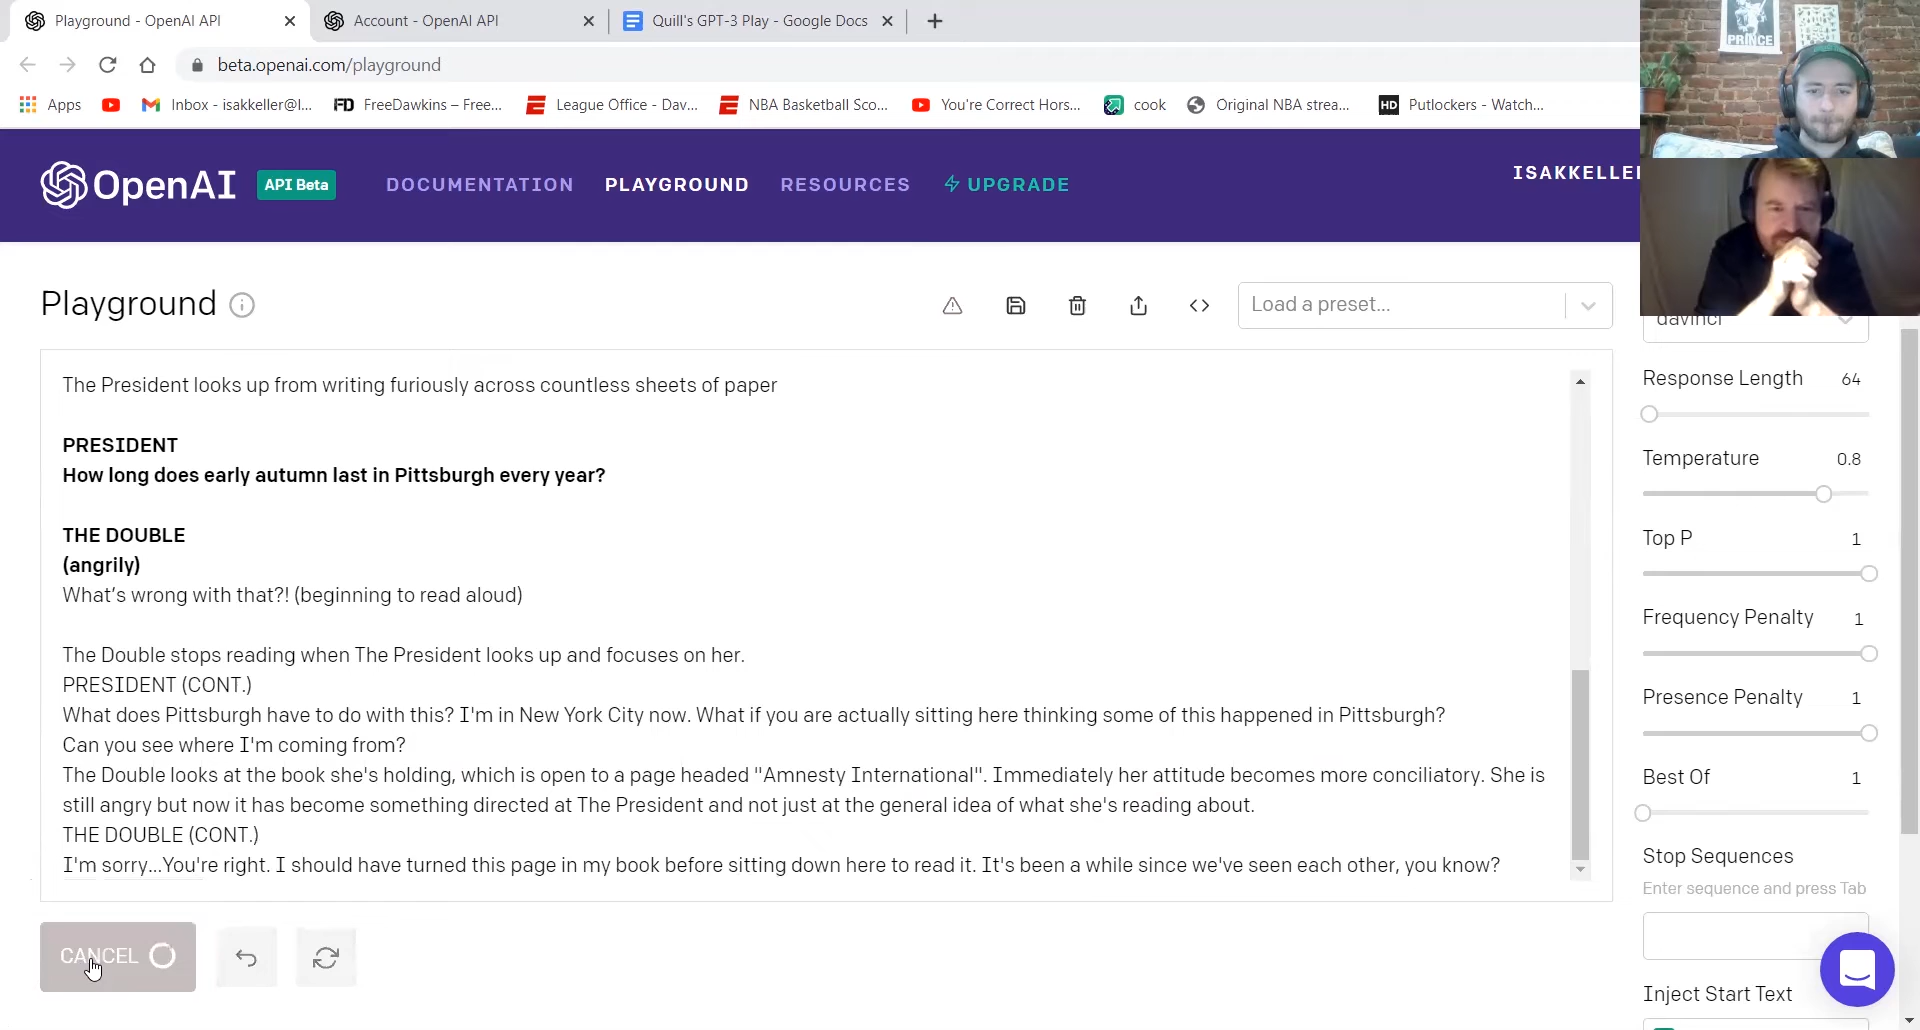 Playground - OpenAI API
Account - OpenAI API
Quill's GPT-3 Play - Google Docs
beta.openai.com/playground
Apps
Inbox - isakkeller@l...
FD FreeDawkins – Free...
League Office - Dav...
NBA Basketball Sco...
You're Correct Hors...
cook
Original NBA strea...
HD Putlockers - Watch...
PRINCE
OpenAI
API Beta
DOCUMENTATION
PLAYGROUND
RESOURCES
UPGRADE
ISAKKELLER
Playground
Load a preset...
davinci
The President looks up from writing furiously across countless sheets of paper
PRESIDENT
How long does early autumn last in Pittsburgh every year?
THE DOUBLE
(angrily)
What's wrong with that?! (beginning to read aloud)
The Double stops reading when The President looks up and focuses on her.
PRESIDENT (CONT.)
What does Pittsburgh have to do with this? I'm in New York City now. What if you are actually sitting here thinking some of this happened in Pittsburgh?
Can you see where I'm coming from?
The Double looks at the book she's holding, which is open to a page headed "Amnesty International". Immediately her attitude becomes more conciliatory. She is
still angry but now it has become something directed at The President and not just at the general idea of what she's reading about.
THE DOUBLE (CONT.)
I'm sorry...You're right. I should have turned this page in my book before sitting down here to read it. It's been a while since we've seen each other, you know?
CANCEL
Response Length 64
Temperature 0.8
Top P 1
Frequency Penalty 1
Presence Penalty 1
Best Of 1
Stop Sequences
Enter sequence and press Tab
Inject Start Text